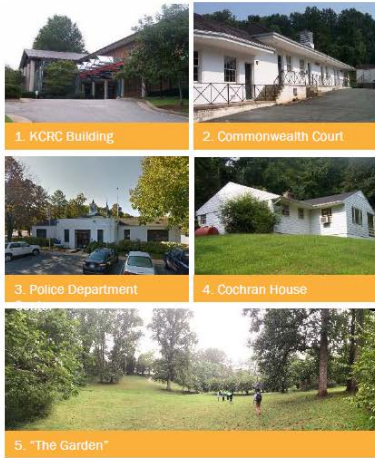 1. KCRC Building
2. Commonwealth Court
3. Police Department
4. Cochran House
5. "The Garden"